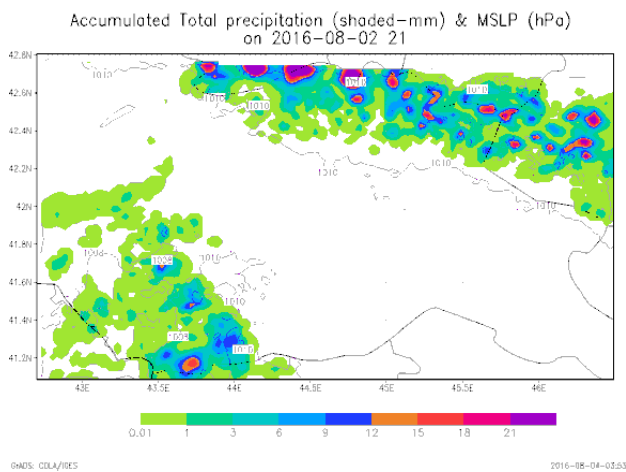 Accumulated Total precipitation (shaded-mm) & MSLP (hPa)
on 2016-08-02 21
42.8N
42.6N
42.4N
42.2N
42N
41.8N
41.6N
41.4N
41.2N
1010
1010
1010
1010
1010
1010
1010
1010
1008
1008
1010
1008
1010
43E
43.5E
44E
44.5E
45E
45.5E
46E
0.01 1 3 6 9 12 15 18 21
GrADS: COLA/IGES 2016-08-04-03:53